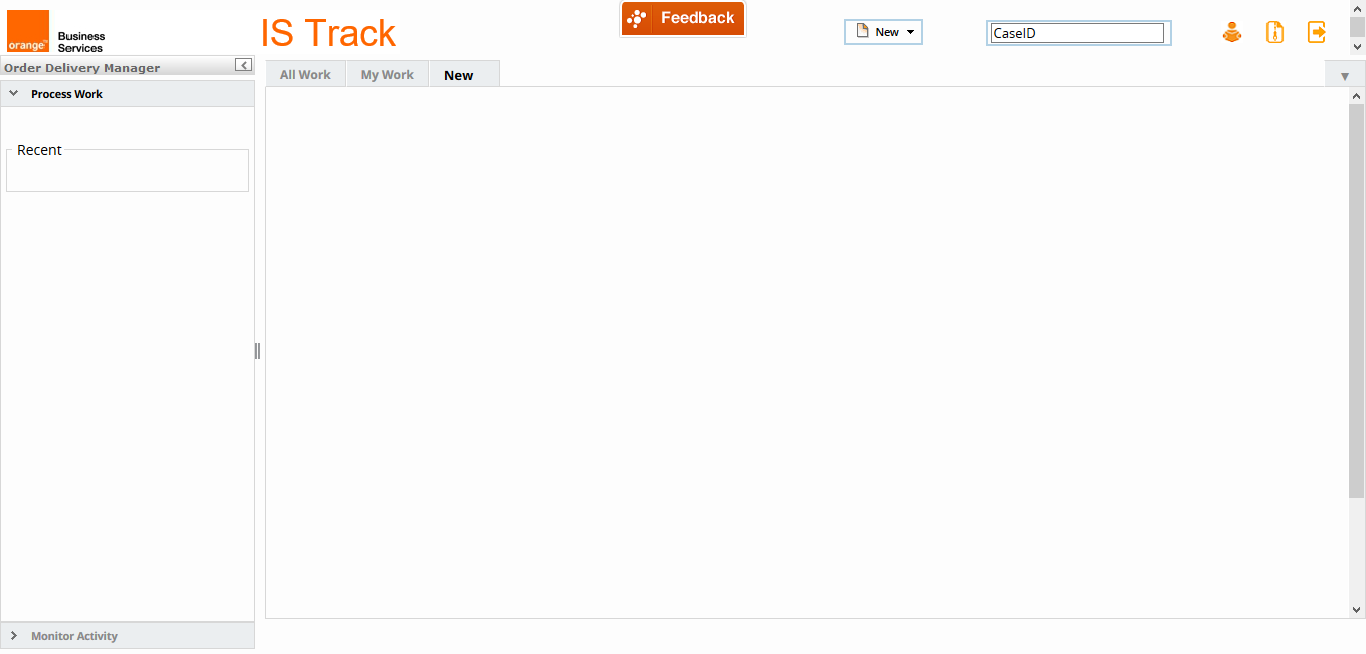 orange™
Business
Services
IS Track
Feedback
New
CaseID
Order Delivery Manager
All Work
My Work
New
Process Work
Recent
Monitor Activity